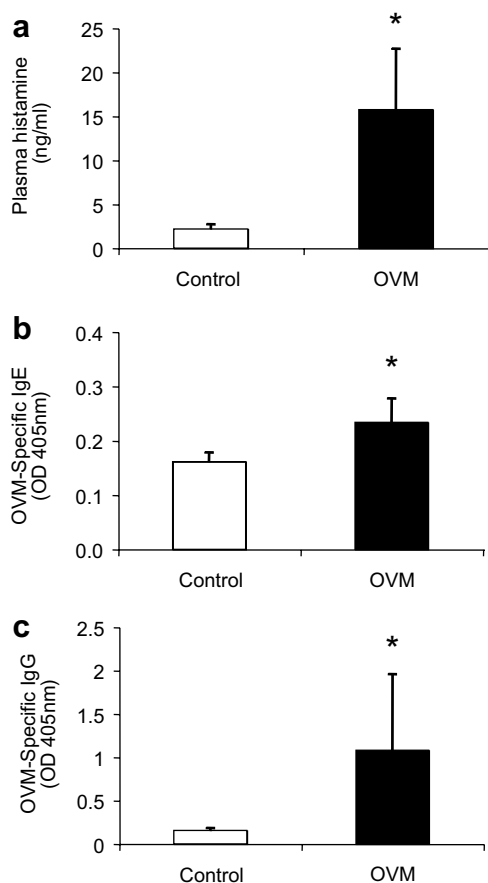 a
Plasma histamine
(ng/ml)
25
20
15
10
5
0
*
Control
OVM
b
OVM-Specific IgE
(OD 405nm)
0.4
0.3
0.2
0.1
0.0
*
Control
OVM
c
OVM-Specific IgG
(OD 405nm)
2.5
2
1.5
1
0.5
0
*
Control
OVM